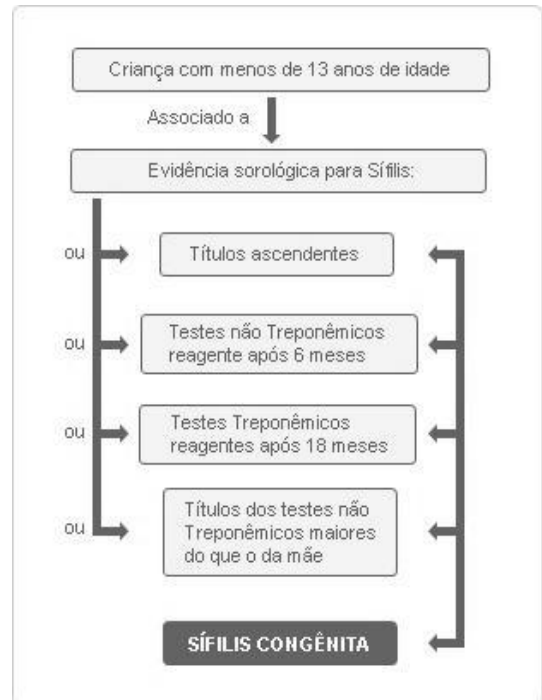 Criança com menos de 13 anos de idade
Associado a
Evidência sorológica para Sífilis:
ou
Títulos ascendentes
ou
Testes não Treponêmicos
reagente após 6 meses
ou
Testes Treponêmicos
reagentes após 18 meses
ou
Títulos dos testes não
Treponêmicos maiores
do que o da mãe
SÍFILIS CONGÊNITA